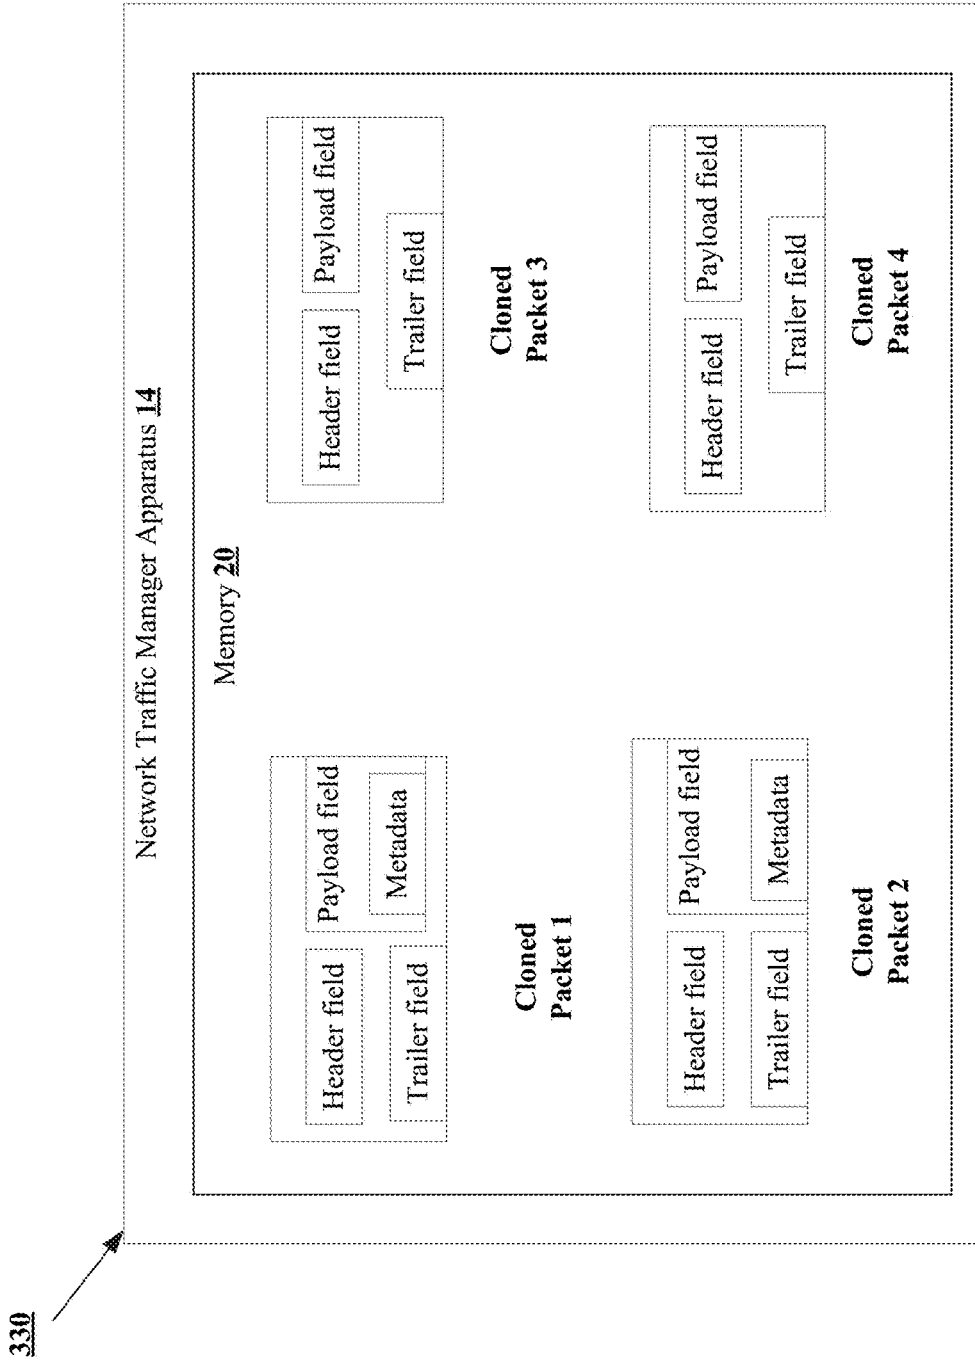 330
Network Traffic Manager Apparatus 14
Memory 20
Header field
Payload field
Trailer field
Metadata
Cloned
Packet 1
Header field
Payload field
Trailer field
Cloned
Packet 3
Header field
Payload field
Trailer field
Metadata
Cloned
Packet 2
Header field
Payload field
Trailer field
Cloned
Packet 4